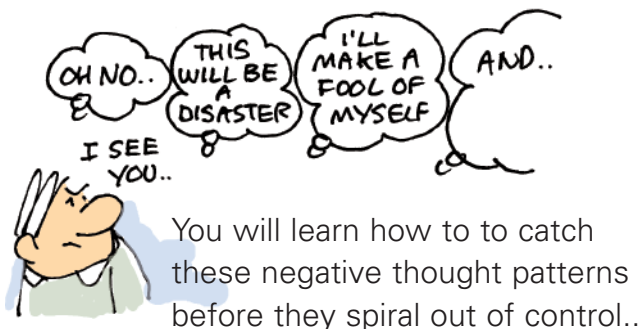 OH NO..
THIS
WILL BE
A
DISASTER
I'LL
MAKE A
FOOL OF
MYSELF
AND..
I SEE
YOU..
You will learn how to to catch
these negative thought patterns
before they spiral out of control..